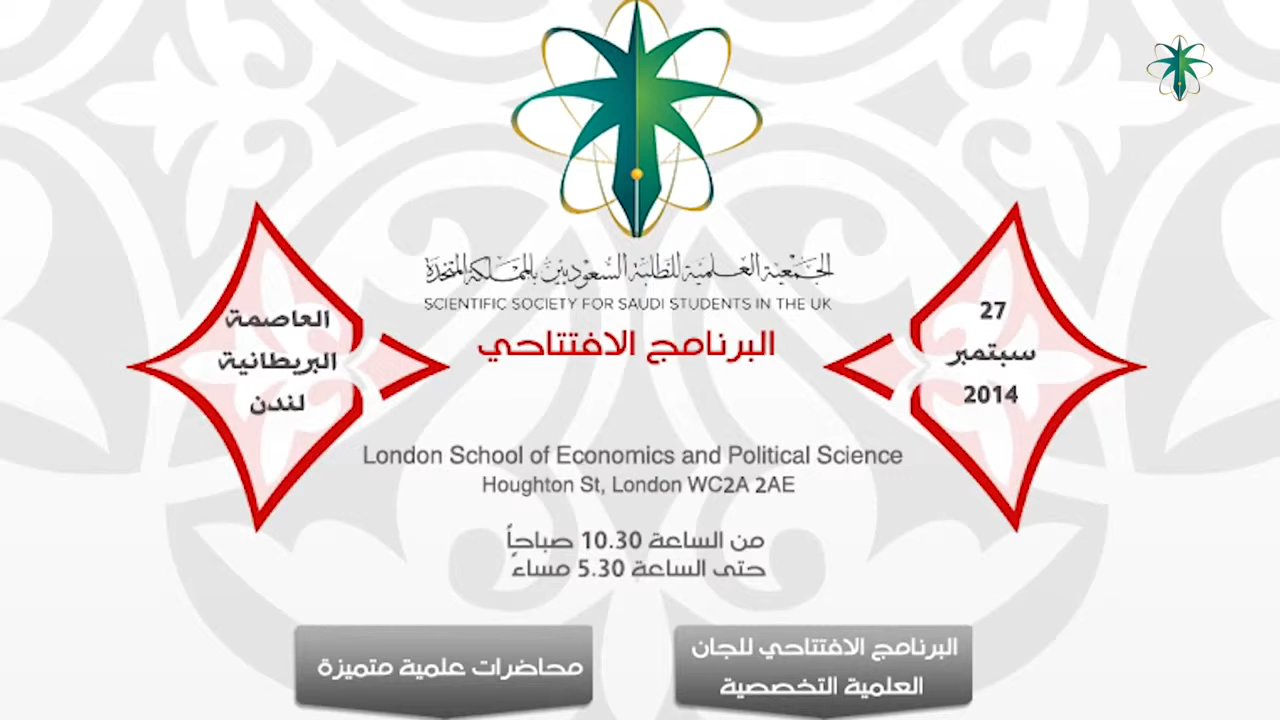 الجمعية العلمية للطلبة السعوديين بالمملكة المتحدة
SCIENTIFIC SOCIETY FOR SAUDI STUDENTS IN THE UK
البرنامج الافتتاحي
27
سبتمبر
2014
العاصمة
البريطانية
لندن
London School of Economics and Political Science
Houghton St, London WC2A 2AE
من الساعة 10.30 صباحاً
حتى الساعة 5.30 مساءً
البرنامج الافتتاحي للجان
العلمية التخصصية
محاضرات علمية متميزة